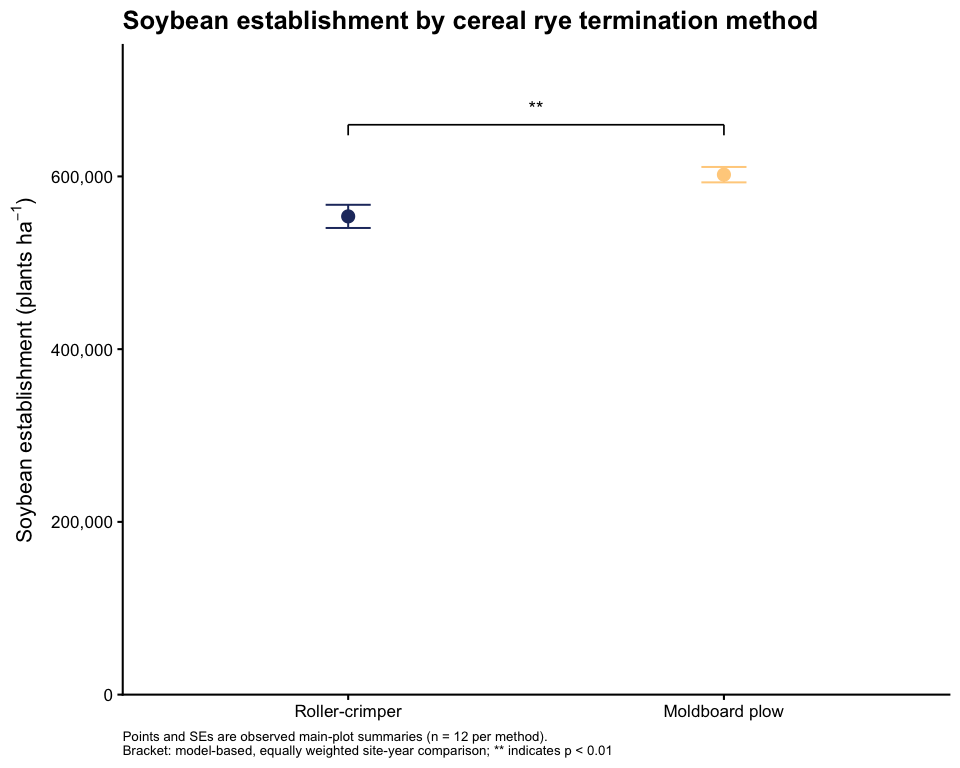 Soybean establishment by cereal rye termination method
**
Soybean establishment (plants ha⁻¹)
600,000
400,000
200,000
0
Roller-crimper
Moldboard plow
Points and SEs are observed main-plot summaries (n = 12 per method).
Bracket: model-based, equally weighted site-year comparison; ** indicates p < 0.01